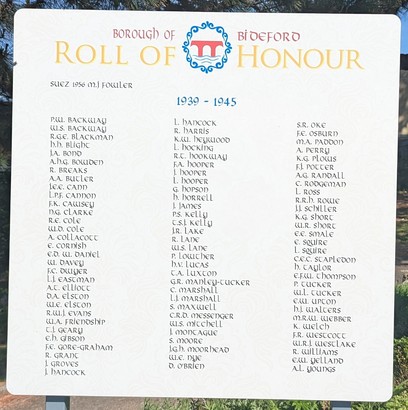 BOROUGH OF BIDEFORD
ROLL OF HONOUR
SUEZ 1956 M.J FOWLER
1939 - 1945
P.W. BACKWAY
W.S. BACKWAY
R.G.E. BLACKMAN
H.H. BLIGHT
J.A. BOND
A.H.G. BOWDEN
R. BREAKS
A.A. BUTLER
J.E.E. CANN
L.P.F. CANNON
F.K. CAWSEY
N.G. CLARKE
R.E. COLE
W.D. COLE
A. COLLACOTT
E. CORNISH
E.D. W. DANIEL
W. DAVEY
F.C. DWYER
L.J. EASTMAN
A.T. ELLIOTT
D.A. ELSTON
W.E. ELSTON
R.W.J. EVANS
W.A. FRIENDSHIP
T.J. GEARY
E.H. GIBSON
F.E. GORE-GRAHAM
R. GRANT
J. GROVES
J. HANCOCK
L. HANCOCK
R. HARRIS
K.W. HEYWOOD
L. HOCKING
R.T. HOOKWAY
F.A. HOOPER
J. HOOPER
L. HOOPER
G. HOPSON
H. HORRELL
J. JAMES
P.S. KELLY
T.S.J. KELLY
J.R. LAKE
R. LANE
W.S. LANE
P. LOWTHER
H.V. LUCAS
T.A. LUXTON
G.R. MANLEY-TUCKER
C. MARSHALL
L.J. MARSHALL
S. MAXWELL
C.R.D. MESSENGER
W.S. MITCHELL
J. MONTAGUE
S. MOORE
J.G.H. MOORHEAD
W.E. NYE
D. O'BRIEN
S.R. OKE
F.E. OSBURN
M.A. PADDON
A. PERRY
K.G. PLOWS
F.J. POTTER
A.G. RANDALL
C. RODGEMAN
L. ROSS
R.R.H. ROWE
J.J. SCHILLER
K.G. SHORT
W.R. SHORT
E.E. SMALE
E. SQUIRE
L. SQUIRE
C.E.C. STAPLEDON
H. TAYLOR
E.F.W. THOMPSON
P. TUCKER
W.J.L. TUCKER
E.W. UPTON
H.J. WALTERS
M.R.W. WEBBER
K. WELCH
F.R. WESTCOTT
W.R.J. WESTLAKE
R. WILLIAMS
E.W. YELLAND
A.L. YOUNGS